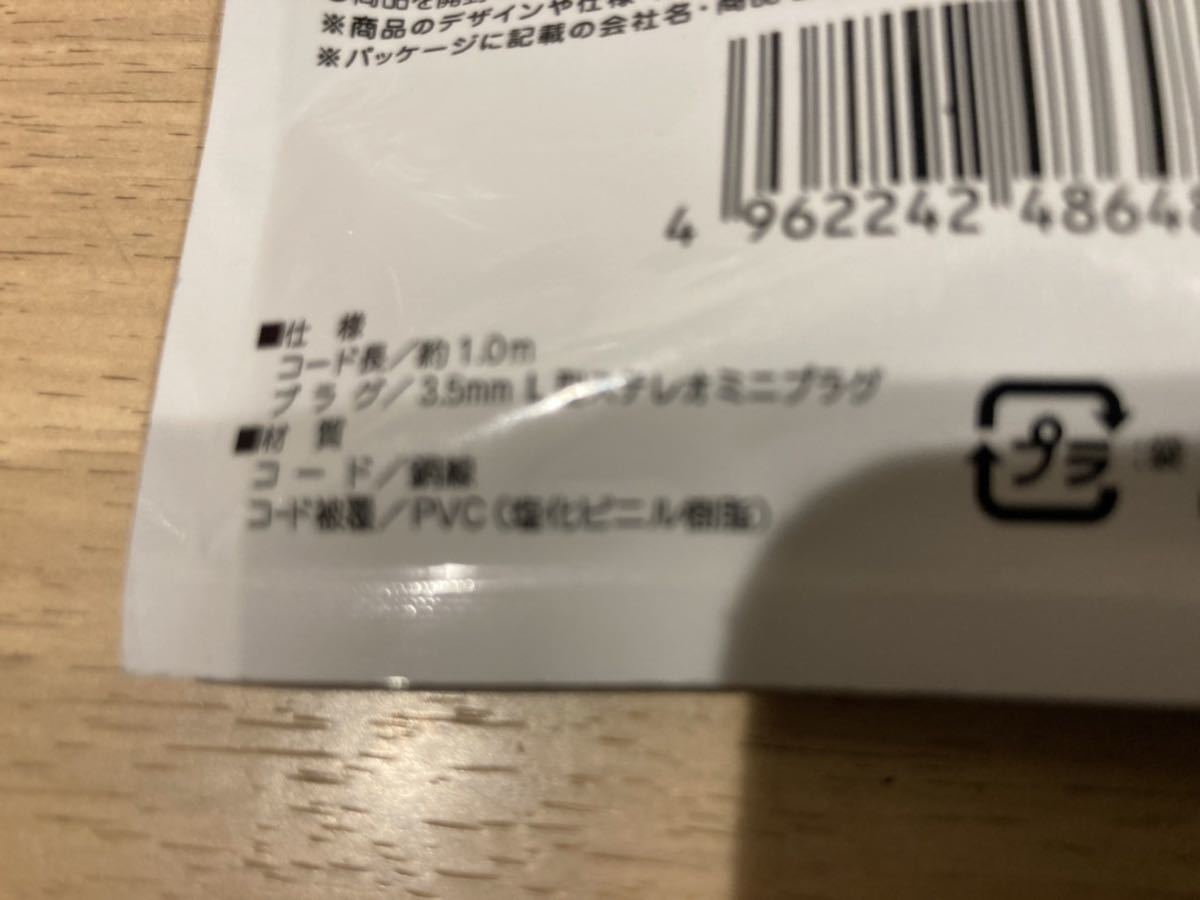 ※商品のデザインや仕様
※パッケージに記載の会社名・商品
4 962242 48648
■仕 様
コード長／約1.0m
プラグ／3.5mm L型ステレオミニプラグ
■材 質
コード／銅線
コード被覆／PVC（塩化ビニル樹脂）
プラ
袋